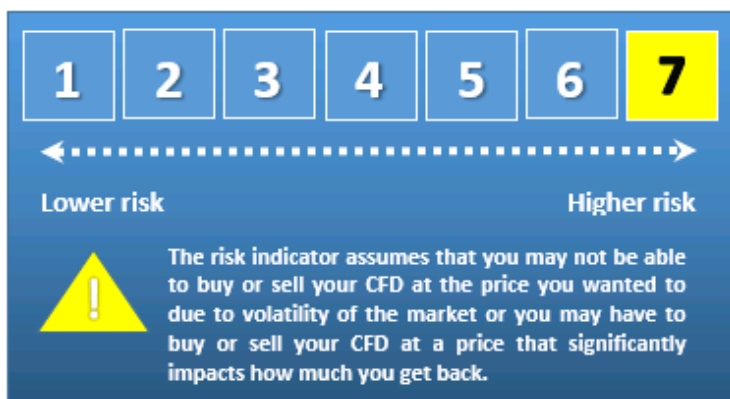 1 2 3 4 5 6 7
Lower risk Higher risk
!
The risk indicator assumes that you may not be able
to buy or sell your CFD at the price you wanted to
due to volatility of the market or you may have to
buy or sell your CFD at a price that significantly
impacts how much you get back.